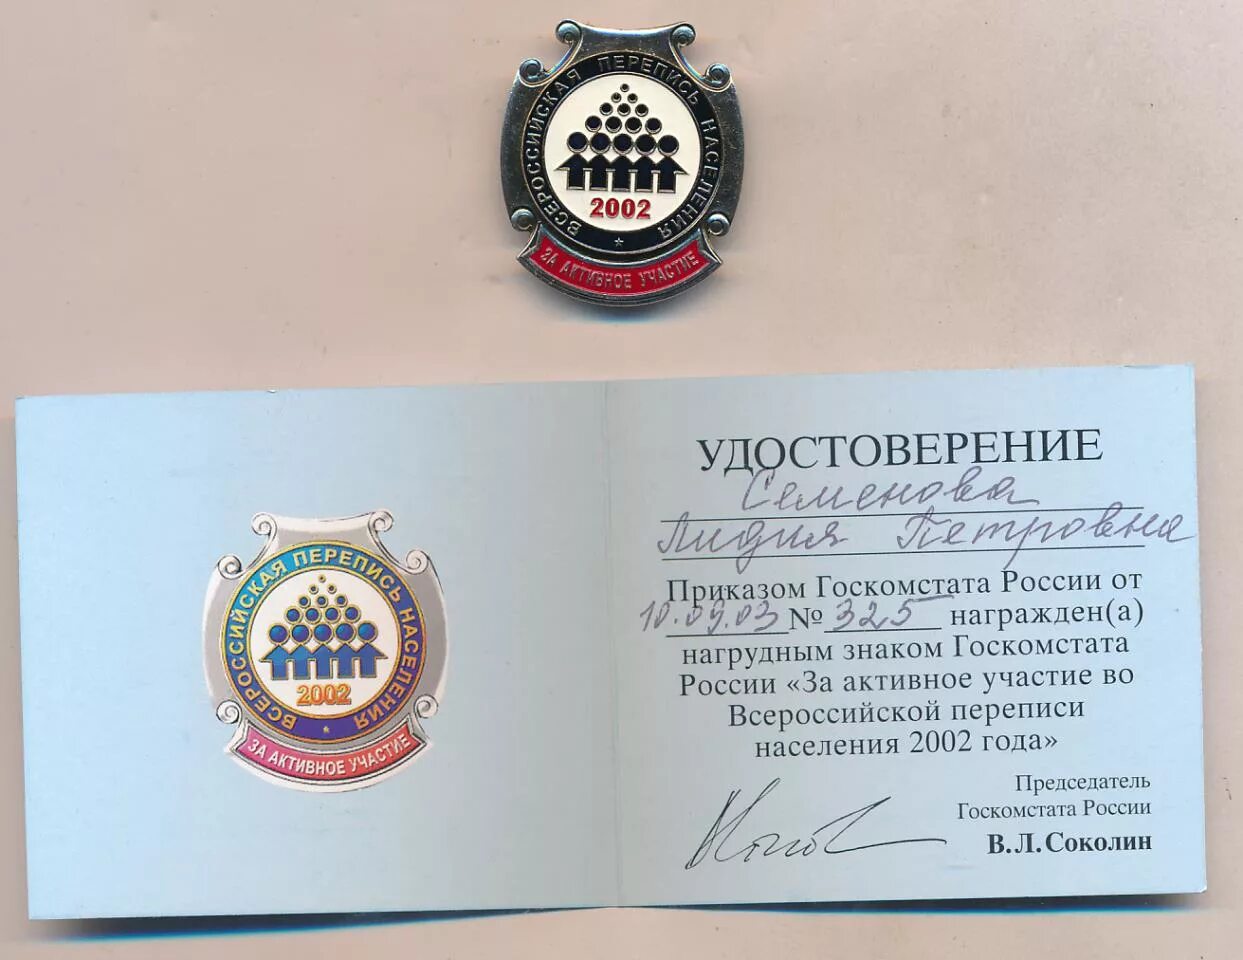 ВСЕРОССИЙСКАЯ ПЕРЕПИСЬ НАСЕЛЕНИЯ
2002
ЗА АКТИВНОЕ УЧАСТИЕ
ВСЕРОССИЙСКАЯ ПЕРЕПИСЬ НАСЕЛЕНИЯ
2002
ЗА АКТИВНОЕ УЧАСТИЕ
УДОСТОВЕРЕНИЕ
Семенова
Лидия Петровна
Приказом Госкомстата России от
10.09.03 № 325 награжден(а)
нагрудным знаком Госкомстата
России «За активное участие во
Всероссийской переписи
населения 2002 года»
Председатель
Госкомстата России
В.Л.Соколин